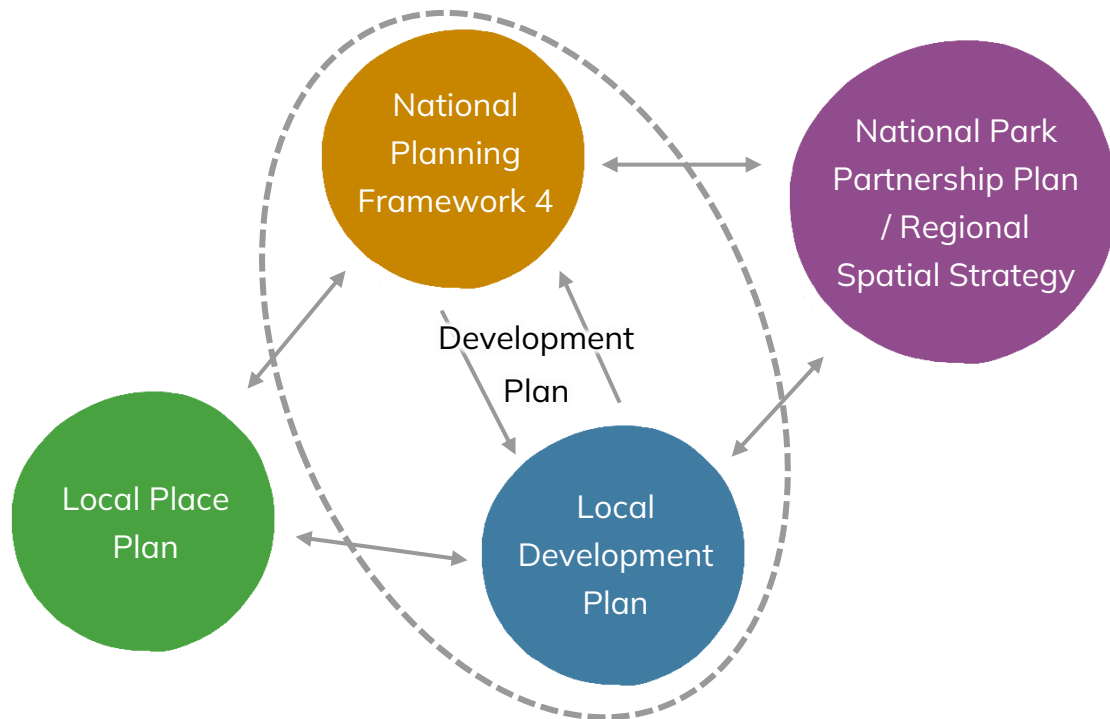 National
Planning
Framework 4
National Park
Partnership Plan
/ Regional
Spatial Strategy
Development
Plan
Local Place
Plan
Local
Development
Plan